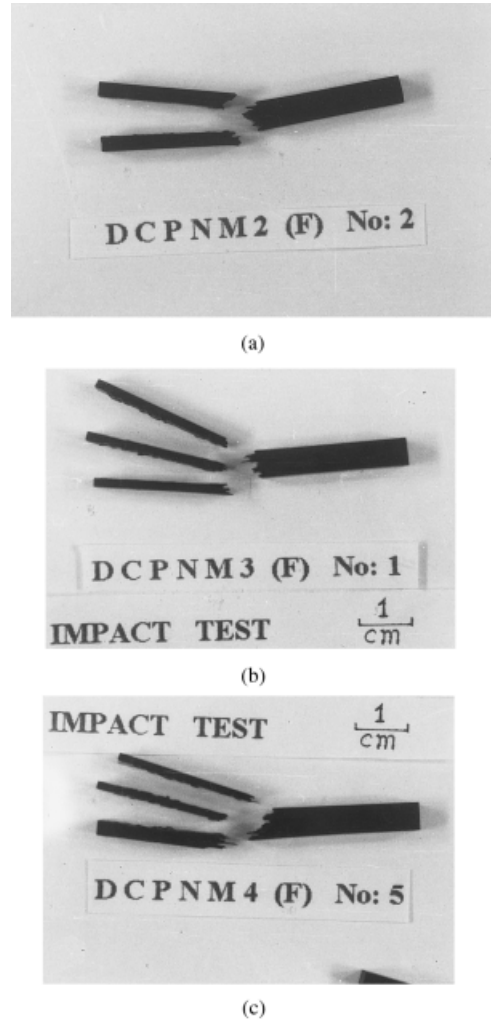 DCPNM2 (F) No: 2
(a)
DCPNM3 (F) No: 1
IMPACT TEST
1
cm
(b)
IMPACT TEST
1
cm
DCPNM4 (F) No: 5
(c)